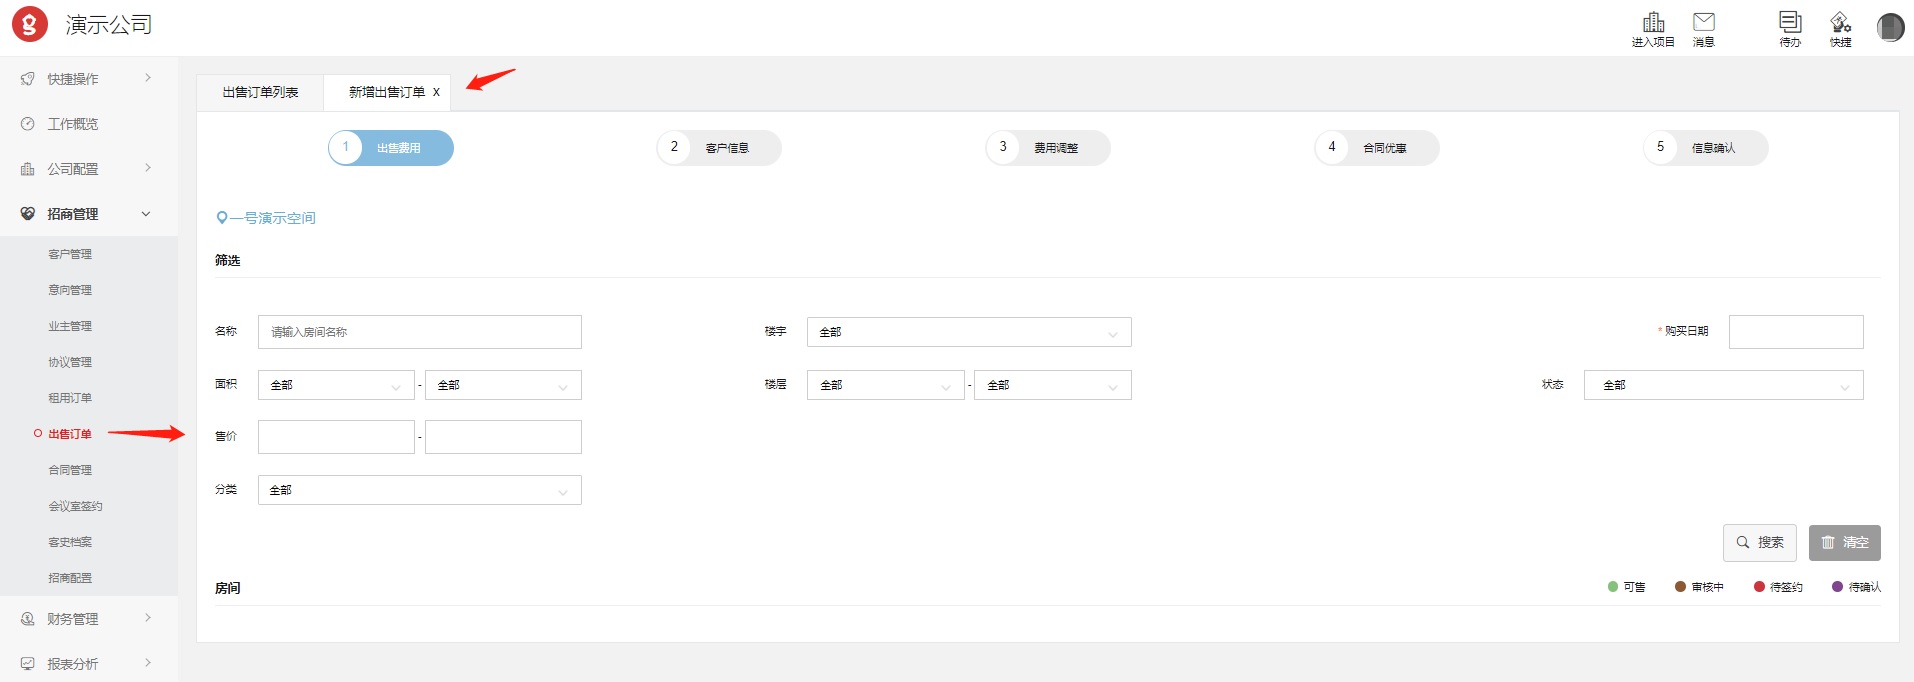 演示公司
进入项目 消息 待办 快捷
快捷操作
工作概览
公司配置
招商管理
客户管理
意向管理
业主管理
协议管理
租用订单
出售订单
合同管理
会议室签约
客史档案
招商配置
财务管理
报表分析
出售订单列表 新增出售订单 X
1 出售费用 2 客户信息 3 费用调整 4 合同优惠 5 信息确认
一号演示空间
筛选
名称 请输入房间名称 楼宇 全部 * 购买日期
面积 全部 - 全部 楼层 全部 - 全部 状态 全部
售价 -
分类 全部
搜索 清空
房间 可售 审核中 待签约 待确认